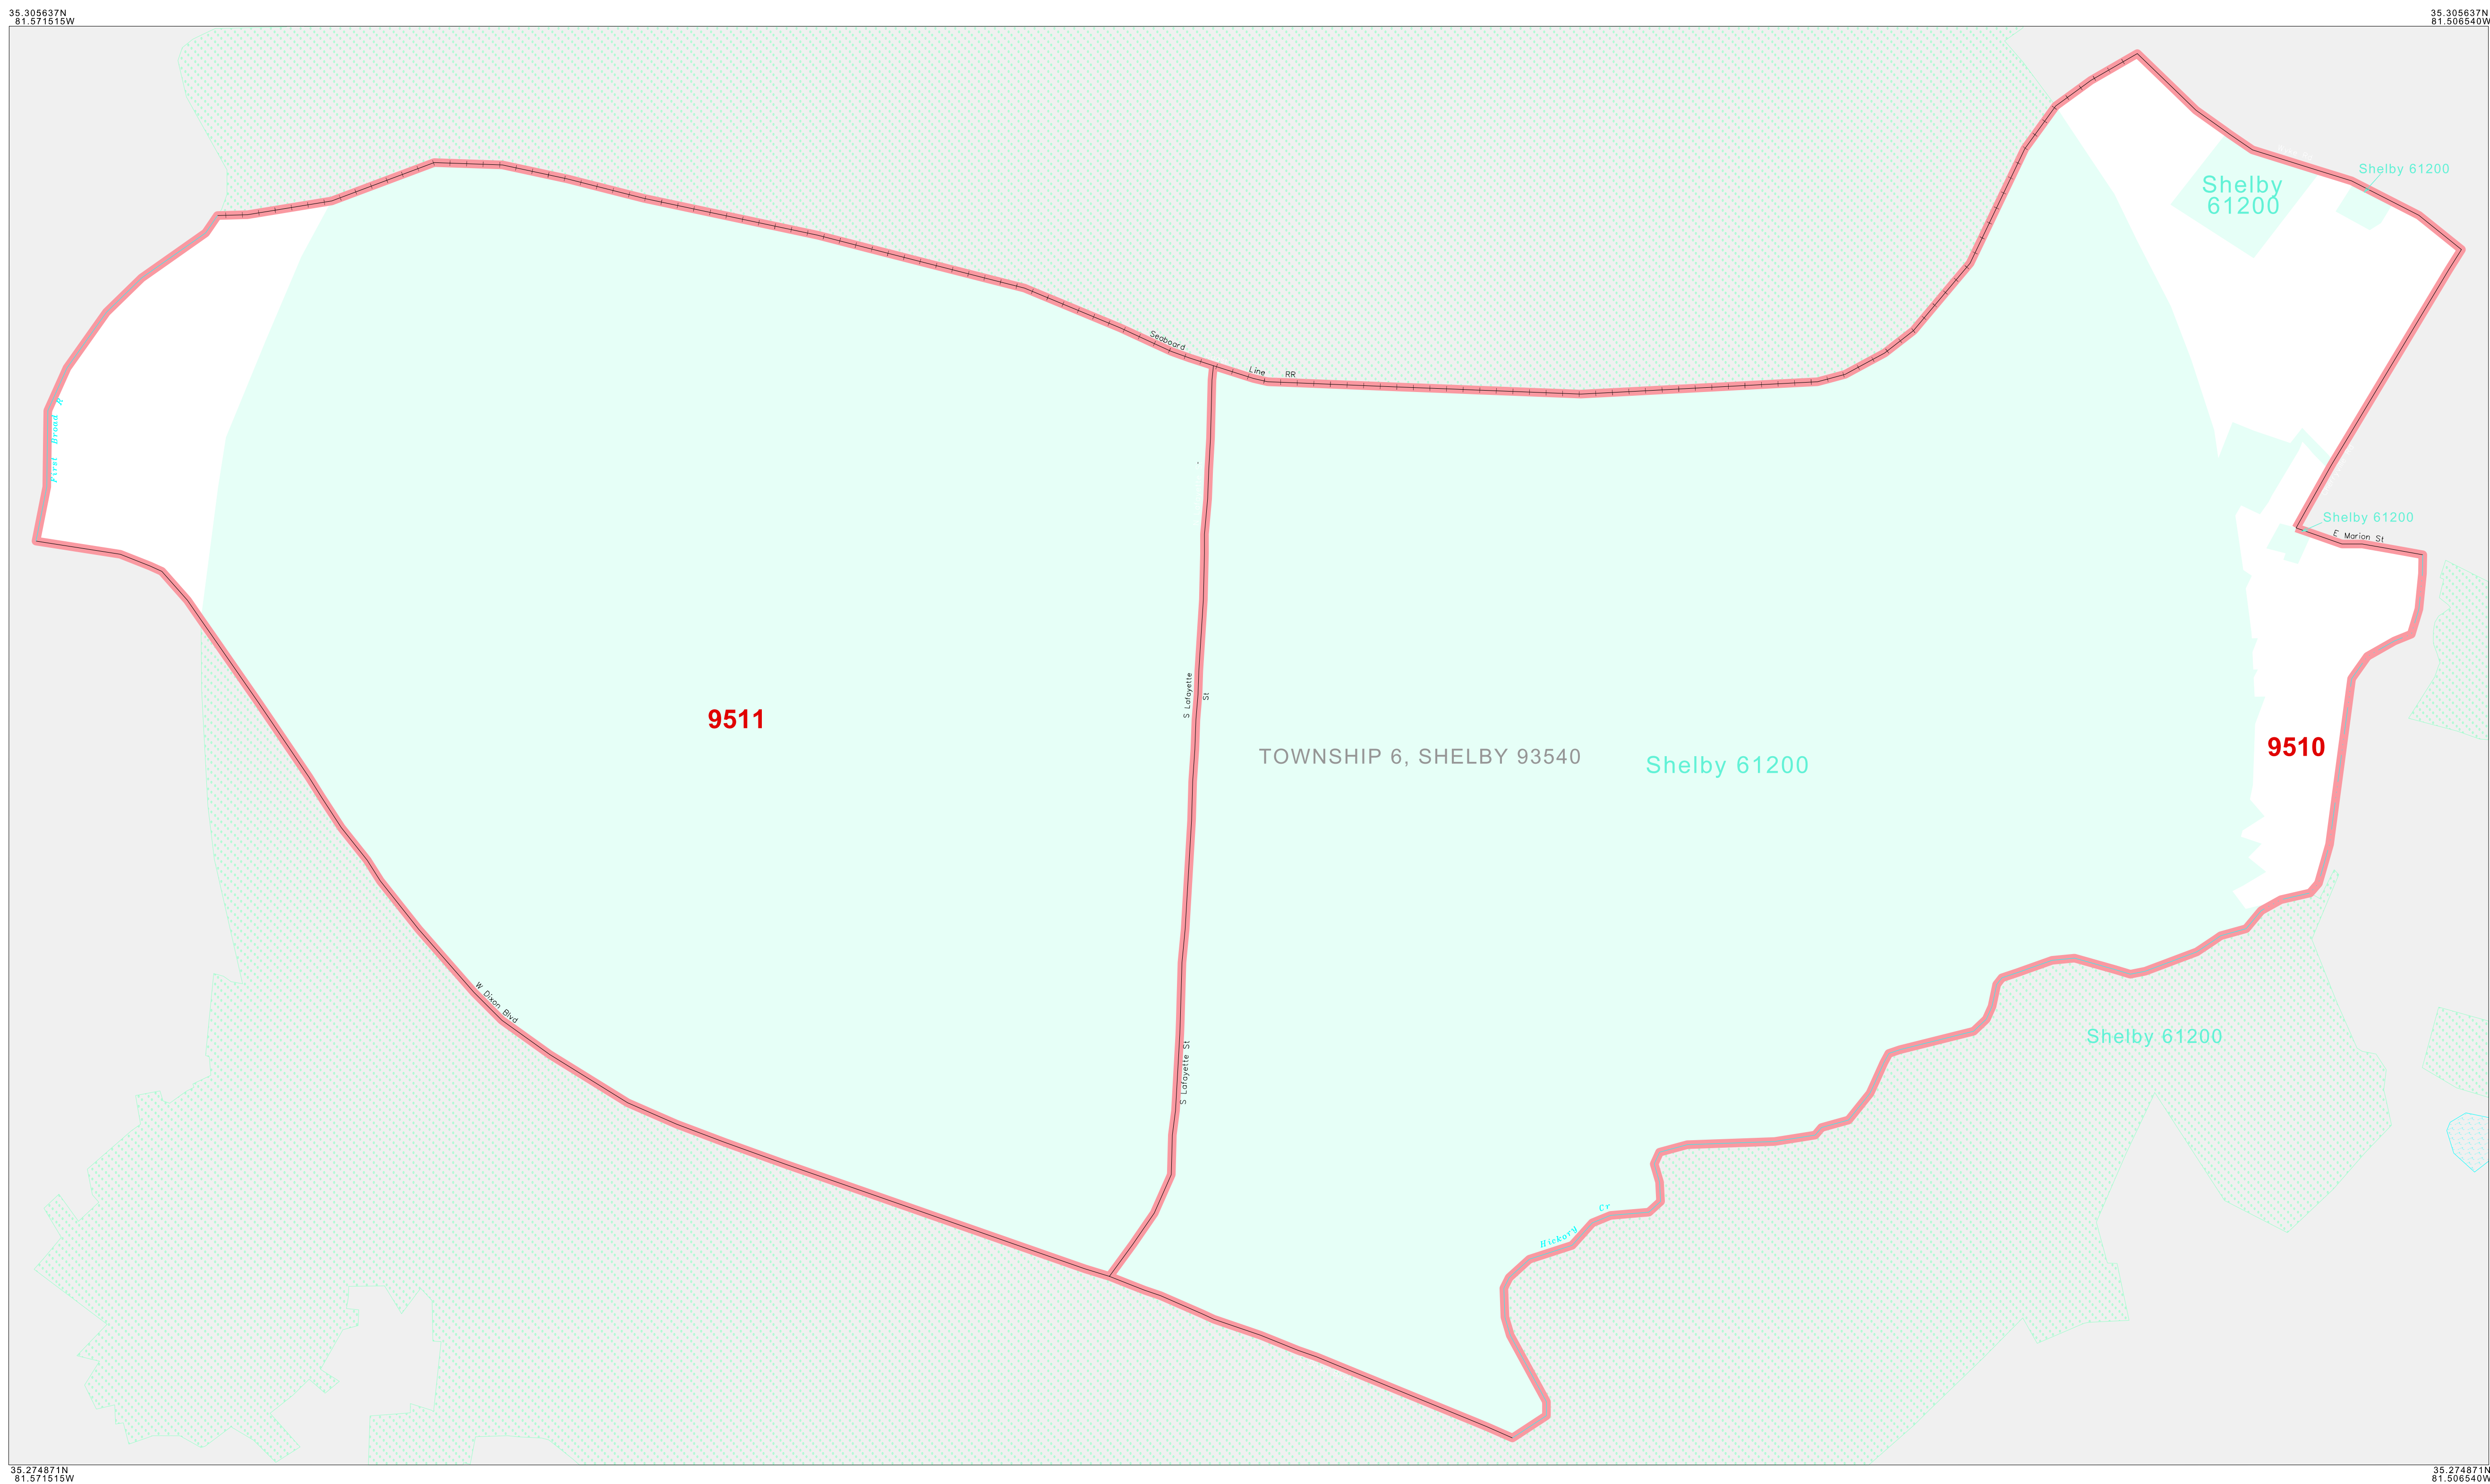 35.305637N
81.571515W
35.305637N
81.506540W
Shelby 61200
Shelby
61200
Seaboard
Line
RR
First Broad R
Shelby 61200
E Marion St
S Lafayette
St
9511
9510
TOWNSHIP 6, SHELBY 93540
Shelby 61200
W Dixon Blvd
Shelby 61200
S Lafayette St
Hickory Cr
35.274871N
81.571515W
35.274871N
81.506540W